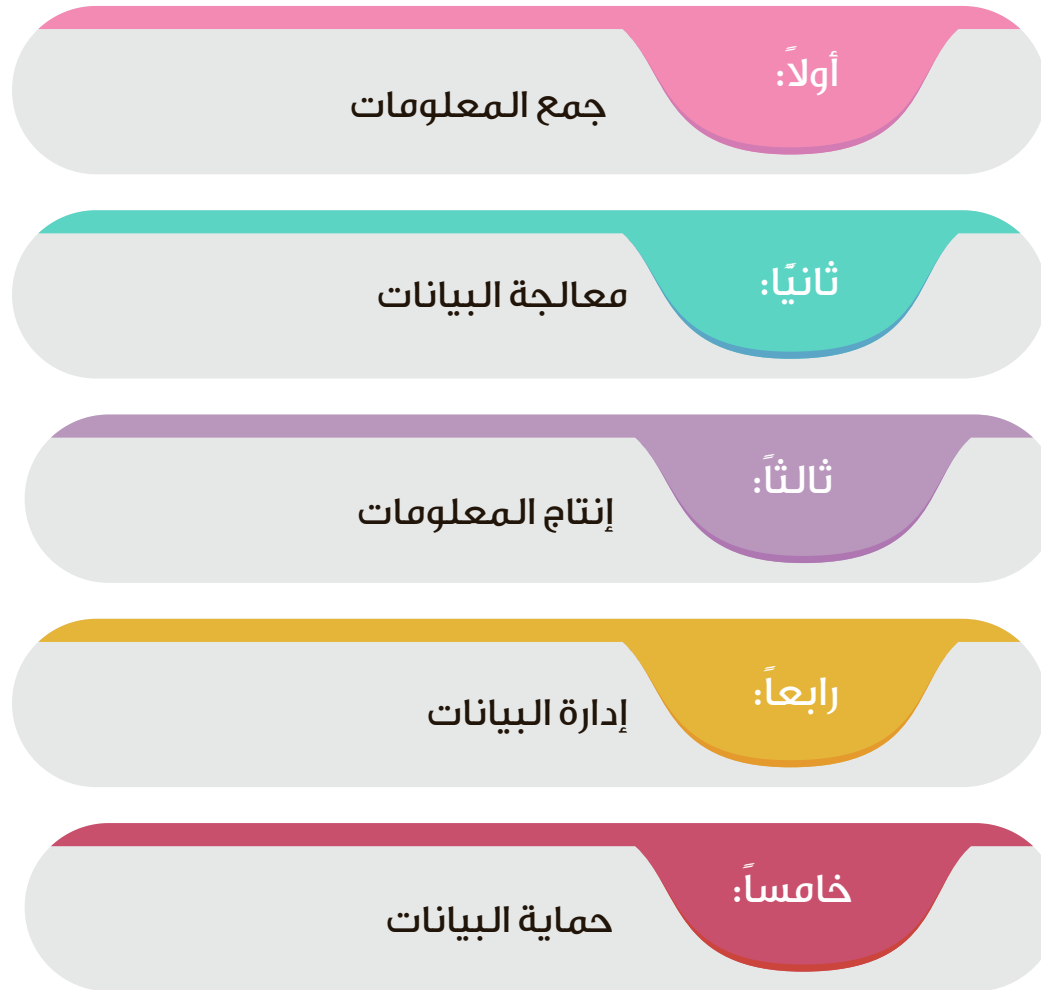 أولاً:
جمع المعلومات
ثانيًا:
معالجة البيانات
ثالثاً:
إنتاج المعلومات
رابعاً:
إدارة البيانات
خامساً:
حماية البيانات